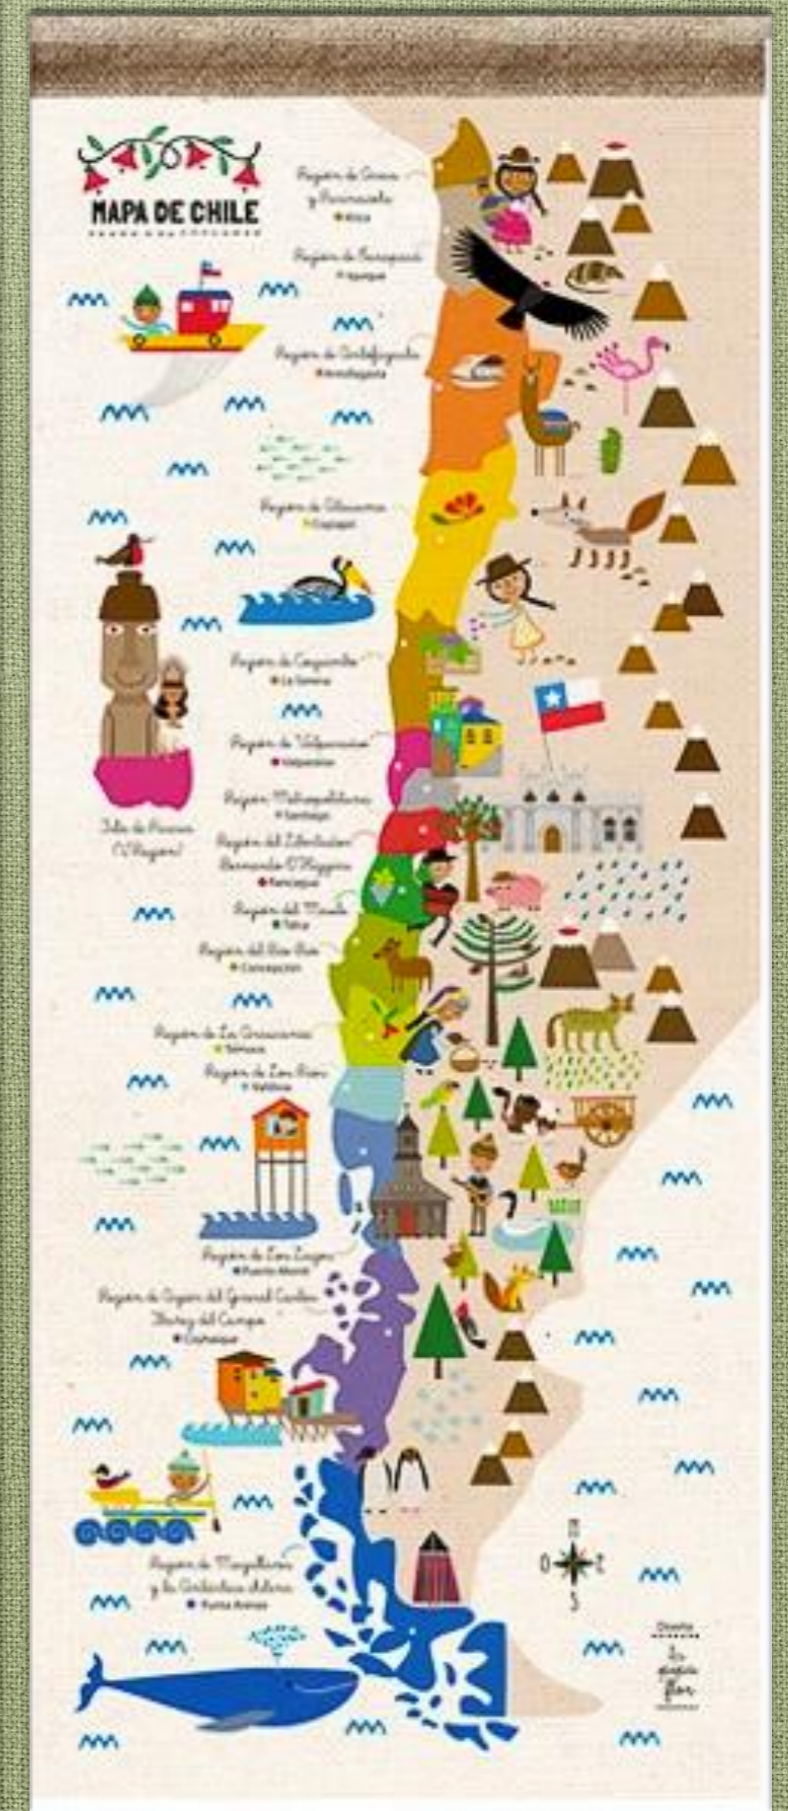 MAPA DE CHILE
Región de Arica
y Parinacota
Arica
Región de Tarapacá
Iquique
Región de Antofagasta
Antofagasta
Región de Atacama
Copiapó
Región de Coquimbo
La Serena
Región de Valparaíso
Valparaíso
Región Metropolitana
Santiago
Región del Libertador
Bernardo O'Higgins
Rancagua
Isla de Pascua
(V Región)
Región del Maule
Talca
Región del Bío Bío
Concepción
Región de La Araucanía
Temuco
Región de Los Ríos
Valdivia
Región de Los Lagos
Puerto Montt
Región de Aysén del General Carlos
Ibáñez del Campo
Coyhaique
N
O E
S
Región de Magallanes
y la Antártica chilena
Punta Arenas
Diseño
flor